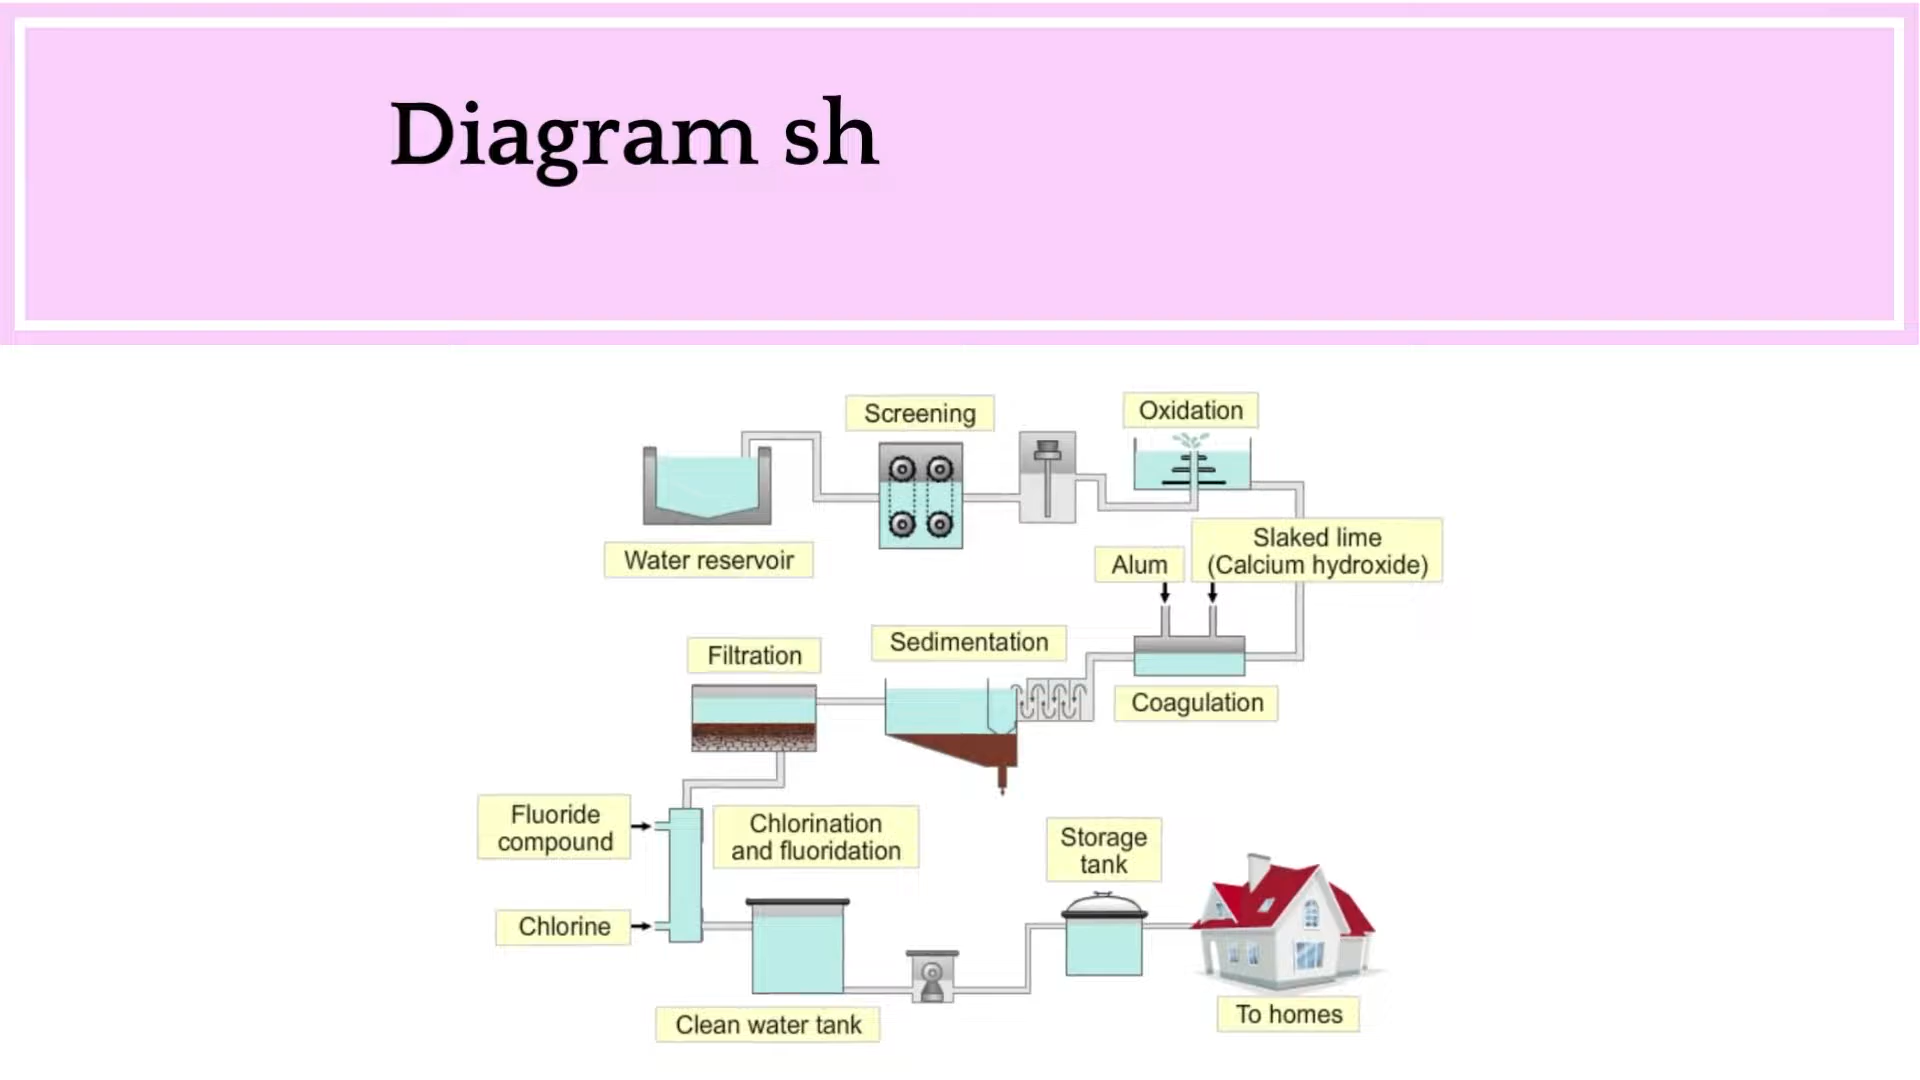 Diagram sh
Screening
Oxidation
Water reservoir
Alum
Slaked lime
(Calcium hydroxide)
Filtration
Sedimentation
Coagulation
Fluoride
compound
Chlorination
and fluoridation
Storage
tank
Chlorine
Clean water tank
To homes